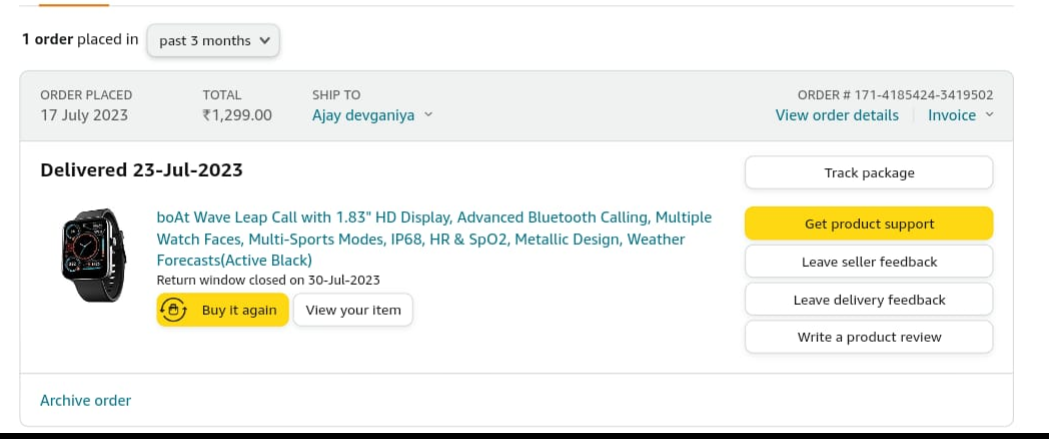 1 order placed in past 3 months
ORDER PLACED TOTAL SHIP TO ORDER # 171-4185424-3419502
17 July 2023 ₹1,299.00 Ajay devganiya View order details Invoice
Delivered 23-Jul-2023
Track package
boAt Wave Leap Call with 1.83" HD Display, Advanced Bluetooth Calling, Multiple
Watch Faces, Multi-Sports Modes, IP68, HR & SpO2, Metallic Design, Weather
Forecasts(Active Black)
Return window closed on 30-Jul-2023
Buy it again View your item
Get product support
Leave seller feedback
Leave delivery feedback
Write a product review
Archive order